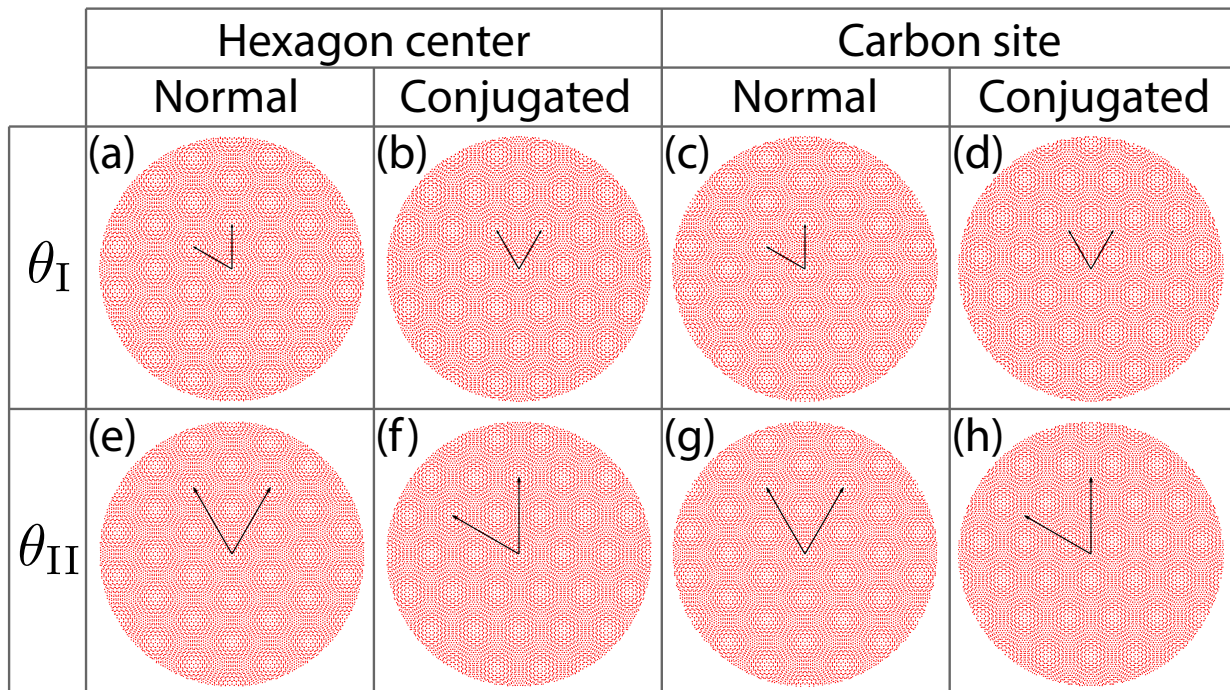 Hexagon center Carbon site
Normal Conjugated Normal Conjugated
(a) (b) (c) (d)
θI
(e) (f) (g) (h)
θII